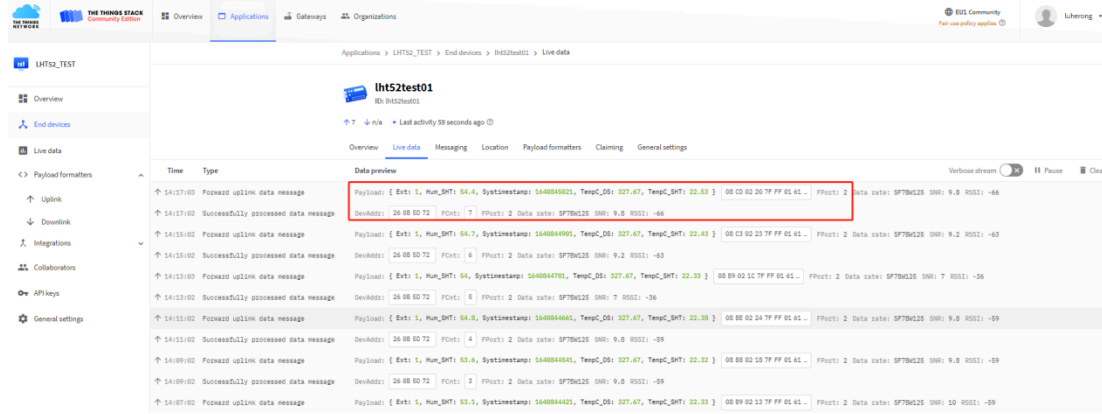 THE THINGS STACK
Community Edition
THE THINGS
NETWORK
Overview
Applications
Gateways
Organizations
EU1 Community
Fair use policy applies
luherong
LHT52_TEST
Overview
End devices
Live data
Payload formatters
Uplink
Downlink
Integrations
Collaborators
API keys
General settings
Applications > LHT52_TEST > End devices > lht52test01 > Live data
lht52test01
ID: lht52test01
↑ 7 ↓ n/a • Last activity 59 seconds ago
Overview Live data Messaging Location Payload formatters Claiming General settings
Time Type Data preview Verbose stream Pause Clea
↑ 14:17:03 Forward uplink data message Payload: { Ext: 1, Hum_SHT: 54.4, Systimestamp: 1640845021, TempC_DS: 327.67, TempC_SHT: 22.53 } 08 CD 02 20 7F FF 01 61 … FPort: 2 Data rate: SF7BW125 SNR: 9.8 RSSI: -66
↑ 14:17:02 Successfully processed data message DevAddr: 26 0B 5D 72 FCnt: 7 FPort: 2 Data rate: SF7BW125 SNR: 9.8 RSSI: -66
↑ 14:15:02 Forward uplink data message Payload: { Ext: 1, Hum_SHT: 54.7, Systimestamp: 1640844901, TempC_DS: 327.67, TempC_SHT: 22.43 } 08 C3 02 23 7F FF 01 61 … FPort: 2 Data rate: SF7BW125 SNR: 9.2 RSSI: -63
↑ 14:15:02 Successfully processed data message DevAddr: 26 0B 5D 72 FCnt: 6 FPort: 2 Data rate: SF7BW125 SNR: 9.2 RSSI: -63
↑ 14:13:03 Forward uplink data message Payload: { Ext: 1, Hum_SHT: 54, Systimestamp: 1640844781, TempC_DS: 327.67, TempC_SHT: 22.33 } 08 B9 02 1C 7F FF 01 61 … FPort: 2 Data rate: SF7BW125 SNR: 7 RSSI: -36
↑ 14:13:02 Successfully processed data message DevAddr: 26 0B 5D 72 FCnt: 5 FPort: 2 Data rate: SF7BW125 SNR: 7 RSSI: -36
↑ 14:11:02 Forward uplink data message Payload: { Ext: 1, Hum_SHT: 54.8, Systimestamp: 1640844661, TempC_DS: 327.67, TempC_SHT: 22.38 } 08 BE 02 24 7F FF 01 61 … FPort: 2 Data rate: SF7BW125 SNR: 9.8 RSSI: -59
↑ 14:11:02 Successfully processed data message DevAddr: 26 0B 5D 72 FCnt: 4 FPort: 2 Data rate: SF7BW125 SNR: 9.8 RSSI: -59
↑ 14:09:02 Forward uplink data message Payload: { Ext: 1, Hum_SHT: 53.6, Systimestamp: 1640844541, TempC_DS: 327.67, TempC_SHT: 22.32 } 08 B8 02 18 7F FF 01 61 … FPort: 2 Data rate: SF7BW125 SNR: 9.8 RSSI: -59
↑ 14:09:02 Successfully processed data message DevAddr: 26 0B 5D 72 FCnt: 3 FPort: 2 Data rate: SF7BW125 SNR: 9.8 RSSI: -59
↑ 14:07:02 Forward uplink data message Payload: { Ext: 1, Hum_SHT: 53.1, Systimestamp: 1640844421, TempC_DS: 327.67, TempC_SHT: 22.33 } 08 B9 02 13 7F FF 01 61 … FPort: 2 Data rate: SF7BW125 SNR: 10 RSSI: -59